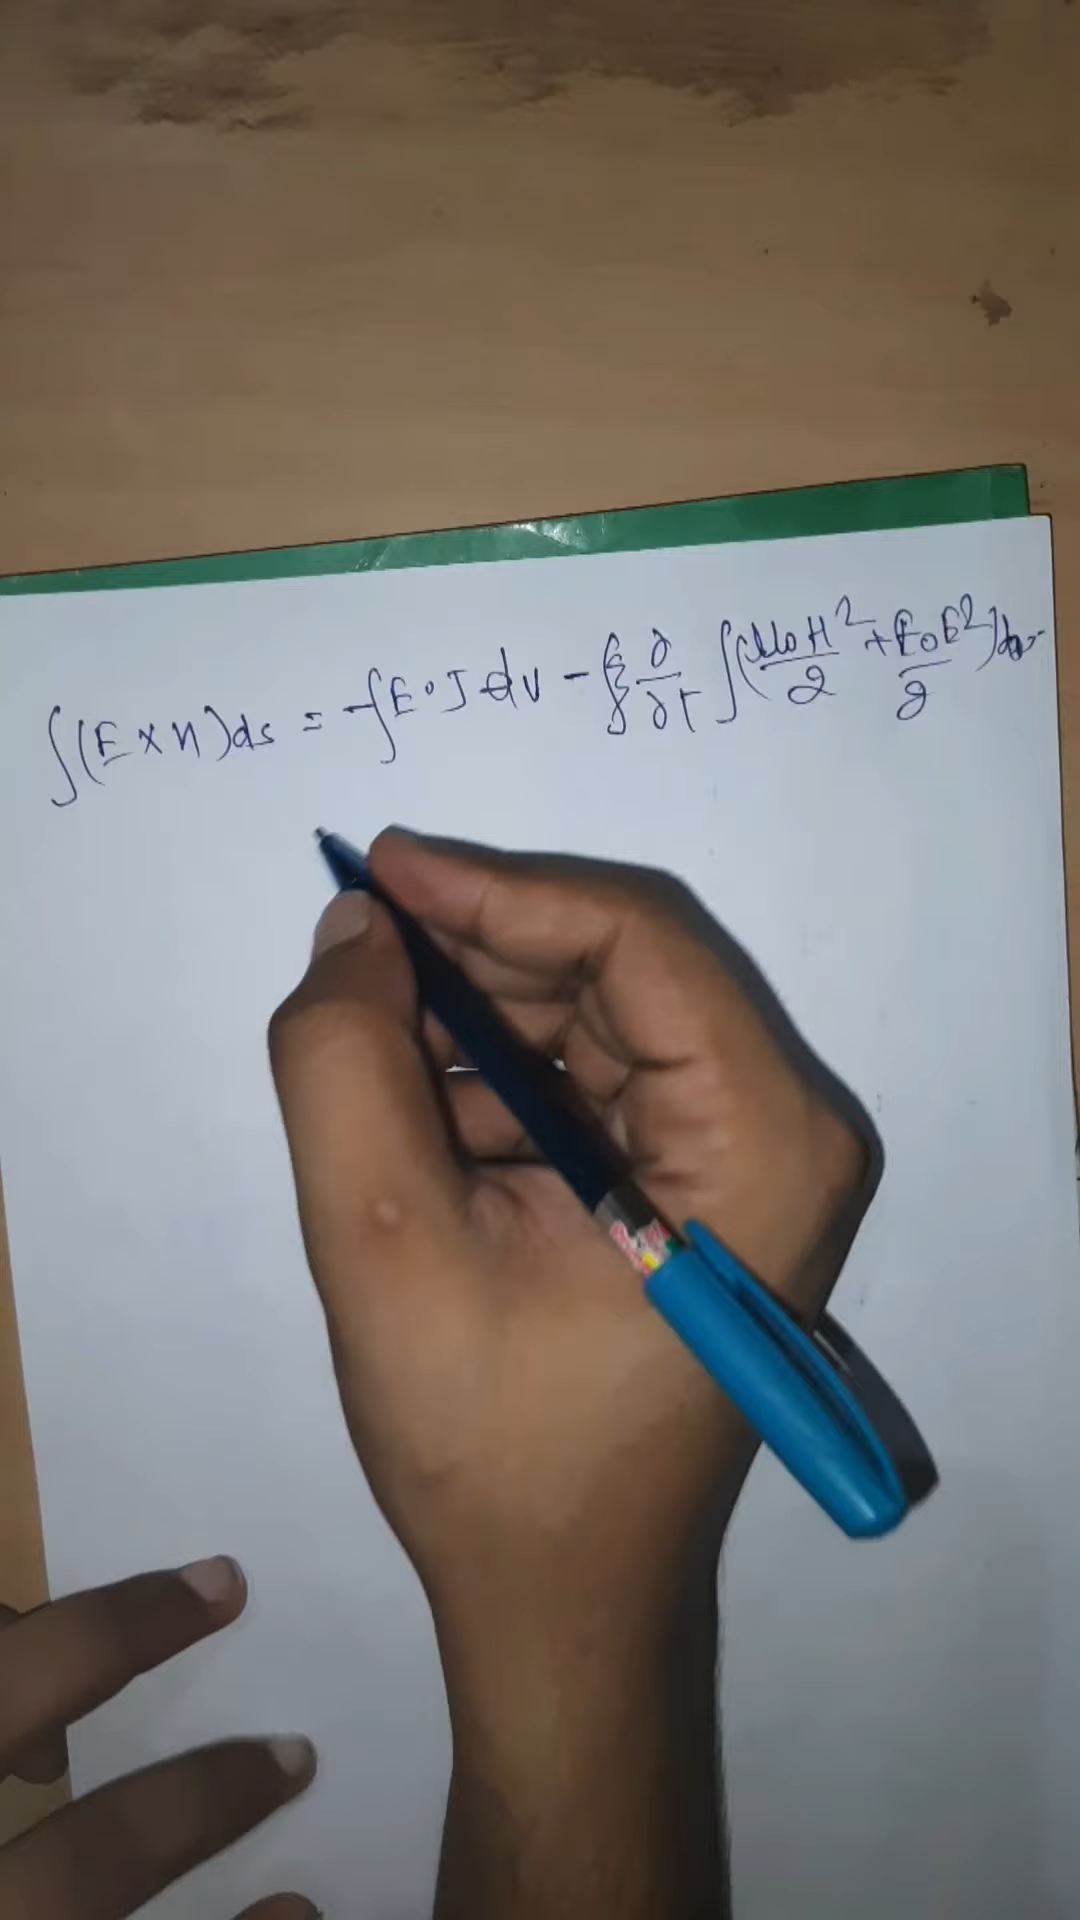 ∫(E × H)ds = -∫E·J dv - ∂/∂t ∫(μ₀H²/2 + ε₀E²/2)dv